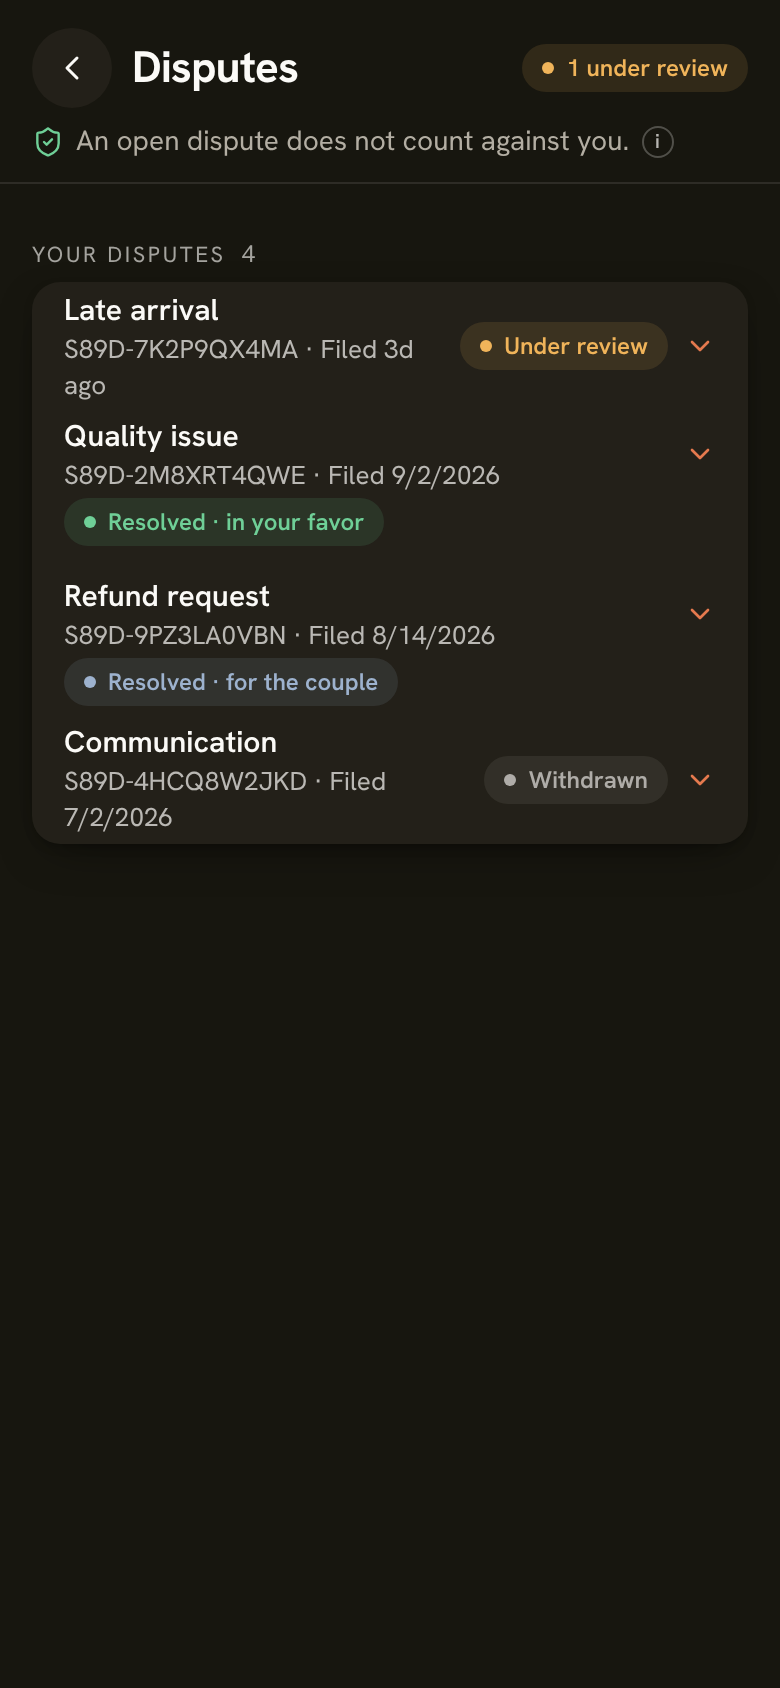 Disputes
1 under review
An open dispute does not count against you.
i
YOUR DISPUTES 4
Late arrival
S89D-7K2P9QX4MA · Filed 3d
ago
Under review
Quality issue
S89D-2M8XRT4QWE · Filed 9/2/2026
Resolved · in your favor
Refund request
S89D-9PZ3LA0VBN · Filed 8/14/2026
Resolved · for the couple
Communication
S89D-4HCQ8W2JKD · Filed
7/2/2026
Withdrawn